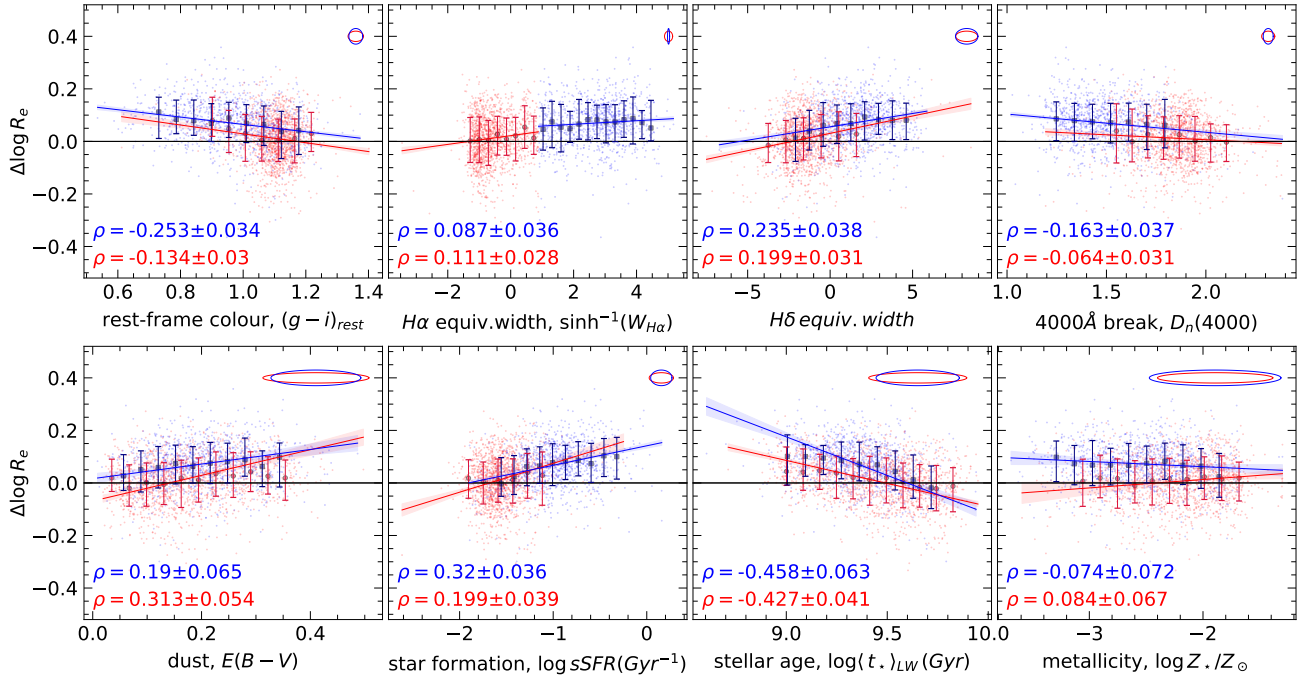 0.4
0.2
0.0
−0.2
−0.4
Δlog R_e
ρ = -0.253±0.034
ρ = -0.134±0.03
0.6 0.8 1.0 1.2 1.4
rest-frame colour, (g − i)_rest
ρ = 0.087±0.036
ρ = 0.111±0.028
−2 0 2 4
Hα equiv.width, sinh⁻¹(W_Hα)
ρ = 0.235±0.038
ρ = 0.199±0.031
−5 0 5
Hδ equiv. width
ρ = -0.163±0.037
ρ = -0.064±0.031
1.0 1.5 2.0 2.4
4000Å break, D_n(4000)
0.4
0.2
0.0
−0.2
−0.4
Δlog R_e
ρ = 0.19±0.065
ρ = 0.313±0.054
0.0 0.2 0.4
dust, E(B − V)
ρ = 0.32±0.036
ρ = 0.199±0.039
−2 −1 0
star formation, log sSFR(Gyr⁻¹)
ρ = -0.458±0.063
ρ = -0.427±0.041
9.0 9.5 10.0
stellar age, log⟨t⋆⟩_LW(Gyr)
ρ = -0.074±0.072
ρ = 0.084±0.067
−3 −2
metallicity, log Z⋆/Z⊙